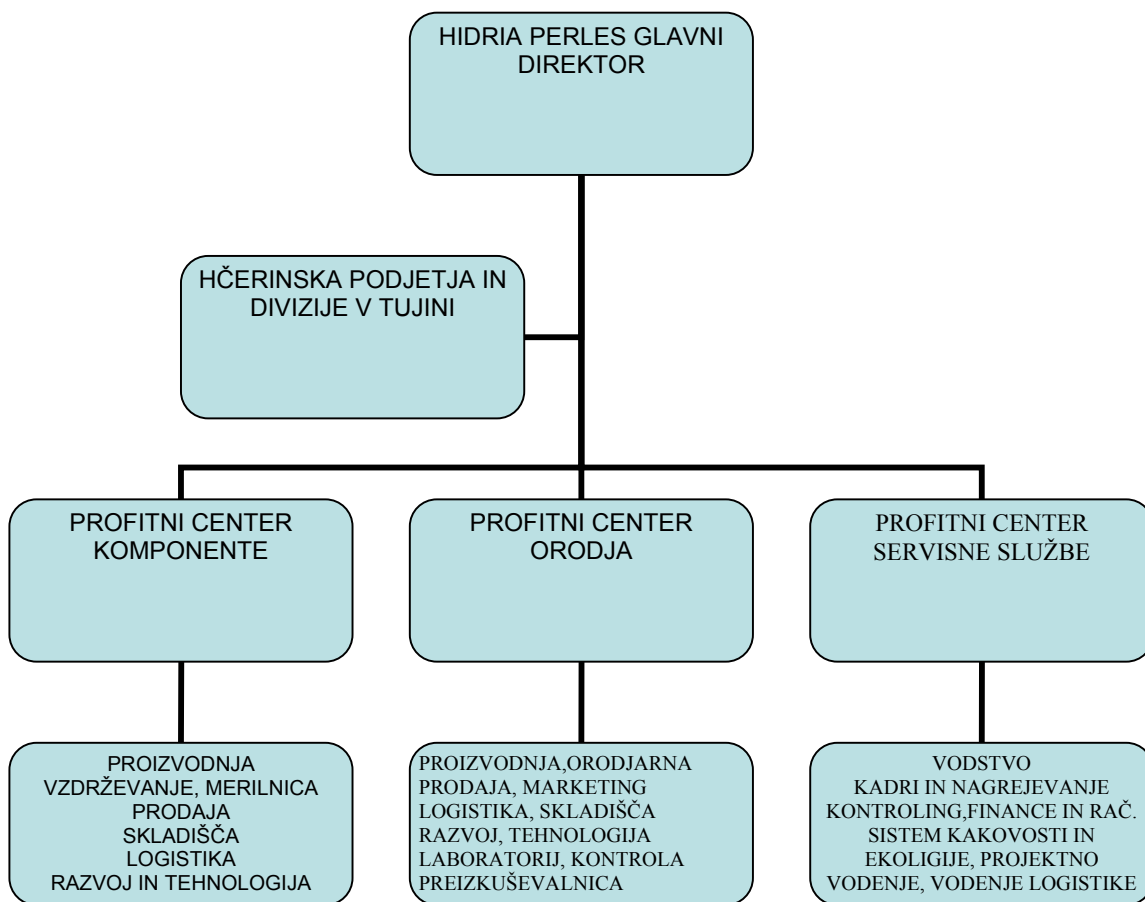 HIDRIA PERLES GLAVNI
DIREKTOR
HČERINSKA PODJETJA IN
DIVIZIJE V TUJINI
PROFITNI CENTER
KOMPONENTE
PROFITNI CENTER
ORODJA
PROFITNI CENTER
SERVISNE SLUŽBE
PROIZVODNJA
VZDRŽEVANJE, MERILNICA
PRODAJA
SKLADIŠČA
LOGISTIKA
RAZVOJ IN TEHNOLOGIJA
PROIZVODNJA,ORODJARNA
PRODAJA, MARKETING
LOGISTIKA, SKLADIŠČA
RAZVOJ, TEHNOLOGIJA
LABORATORIJ, KONTROLA
PREIZKUŠEVALNICA
VODSTVO
KADRI IN NAGREJEVANJE
KONTROLING,FINANCE IN RAČ.
SISTEM KAKOVOSTI IN
EKOLIGIJE, PROJEKTNO
VODENJE, VODENJE LOGISTIKE